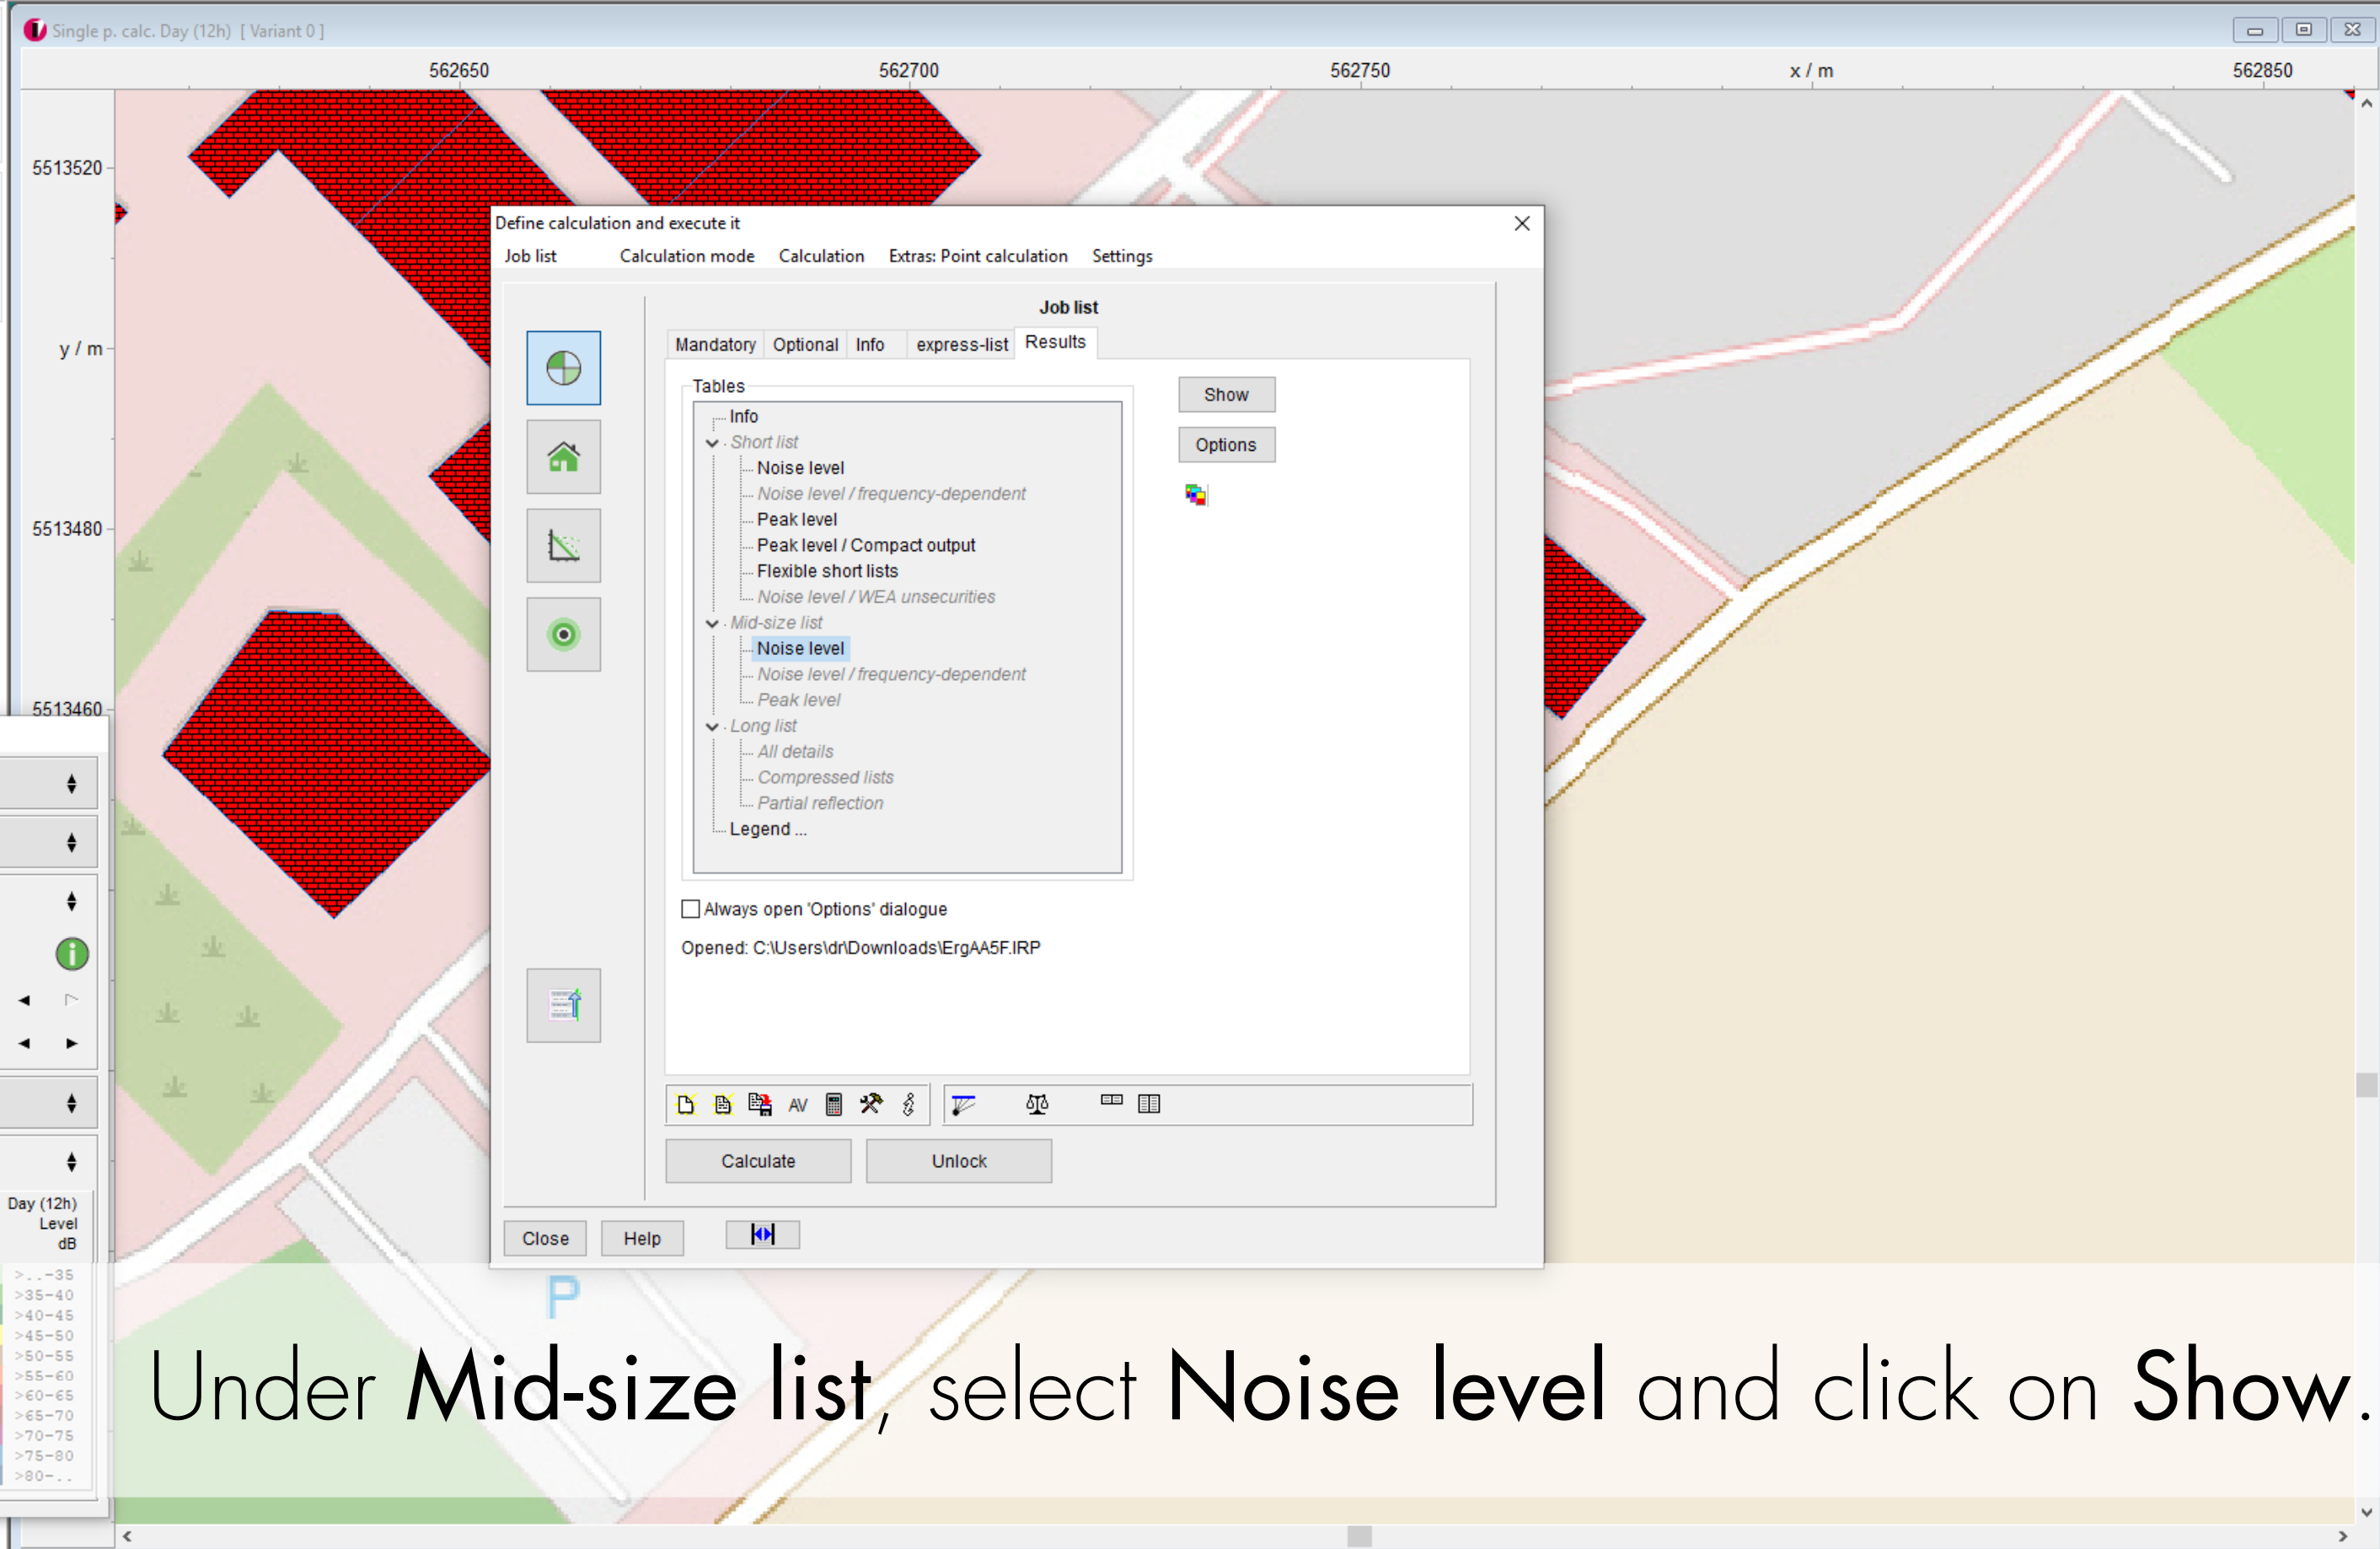 Single p. calc. Day (12h)  [ Variant 0 ]
562650 562700 562750 x / m 562850
5513520
y / m
5513480
5513460
Define calculation and execute it
Job list Calculation mode Calculation Extras: Point calculation Settings
Job list
Mandatory Optional Info express-list Results
Tables
Info
Short list
Noise level
Noise level / frequency-dependent
Peak level
Peak level / Compact output
Flexible short lists
Noise level / WEA unsecurities
Mid-size list
Noise level
Noise level / frequency-dependent
Peak level
Long list
All details
Compressed lists
Partial reflection
Legend ...
Show
Options
Always open 'Options' dialogue
Opened: C:\Users\dr\Downloads\ErgAA5F.IRP
AV
Calculate Unlock
Close Help
Day (12h)
Level
dB
>..-35
>35-40
>40-45
>45-50
>50-55
>55-60
>60-65
>65-70
>70-75
>75-80
>80-..
P
Under Mid-size list, select Noise level and click on Show.